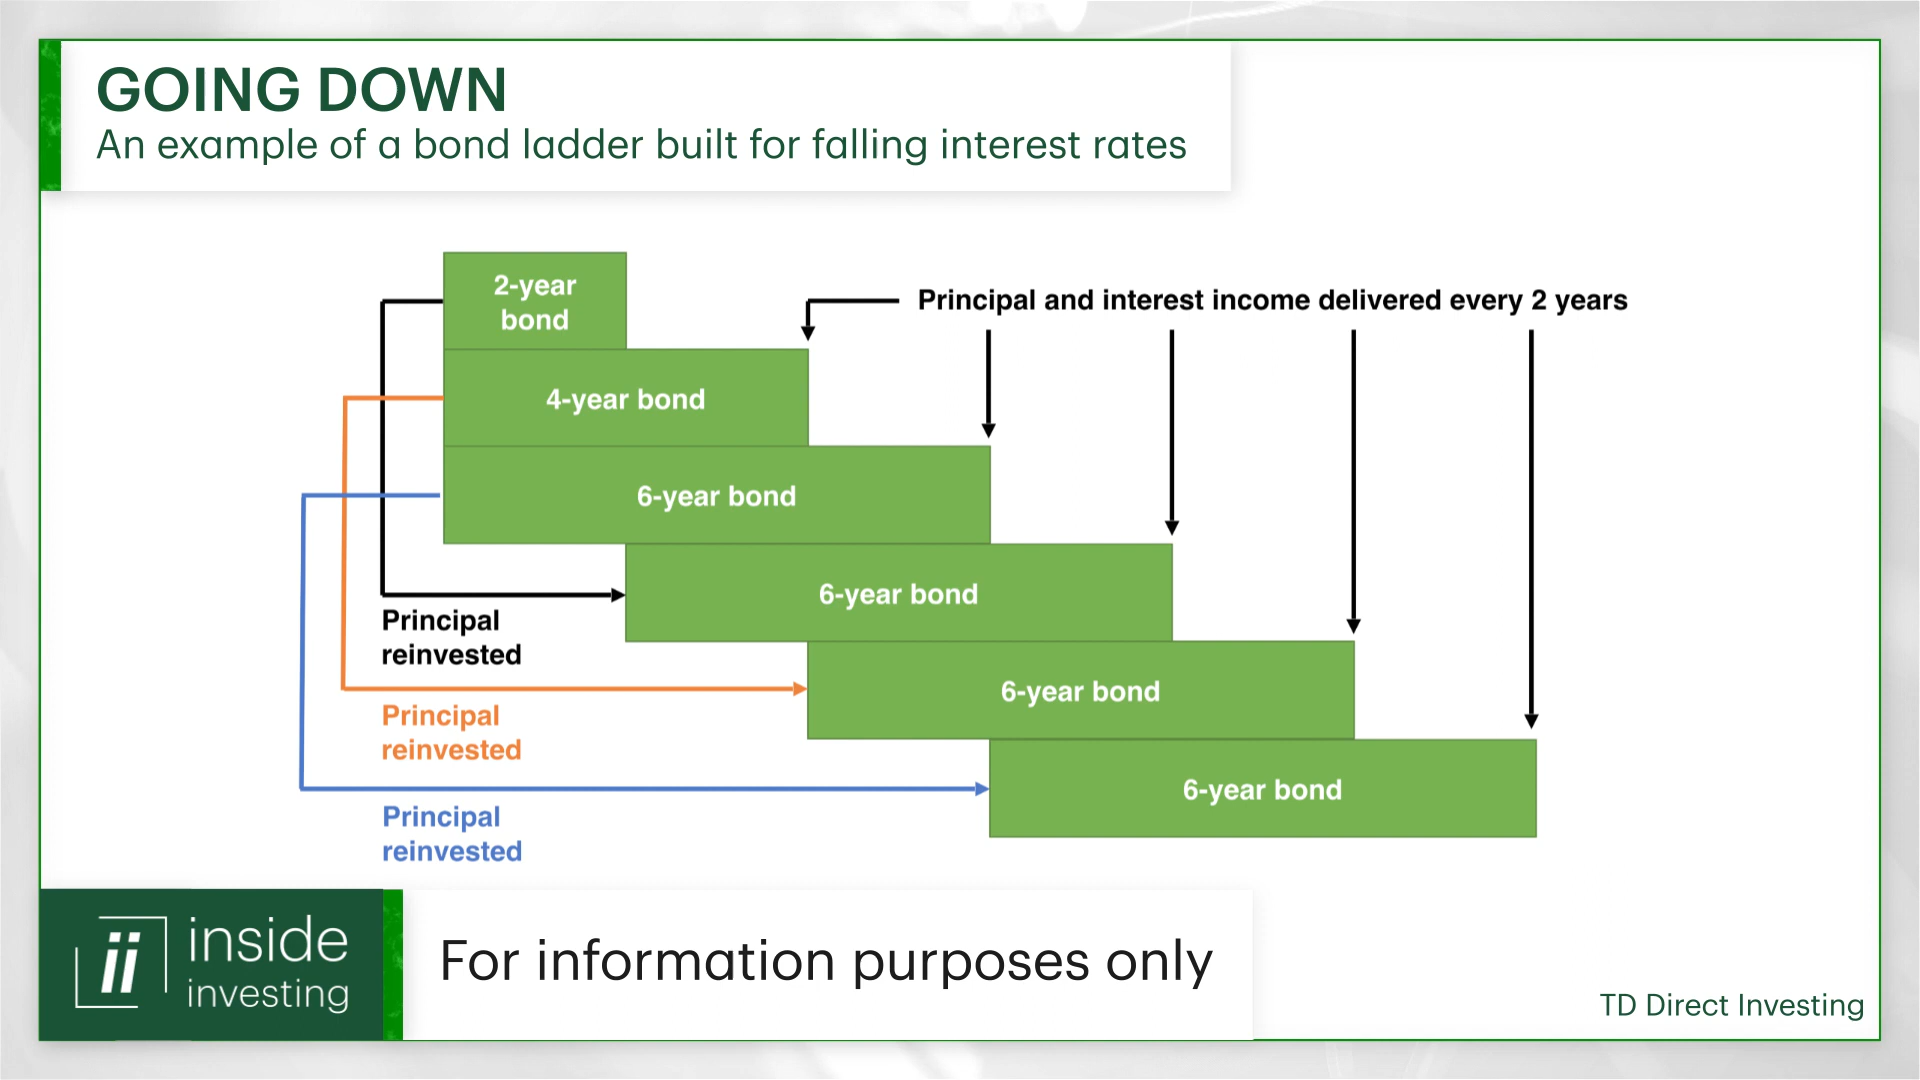 GOING DOWN
An example of a bond ladder built for falling interest rates
2-year
bond
Principal and interest income delivered every 2 years
4-year bond
6-year bond
6-year bond
Principal
reinvested
6-year bond
Principal
reinvested
6-year bond
Principal
reinvested
ii
inside
investing
For information purposes only
TD Direct Investing